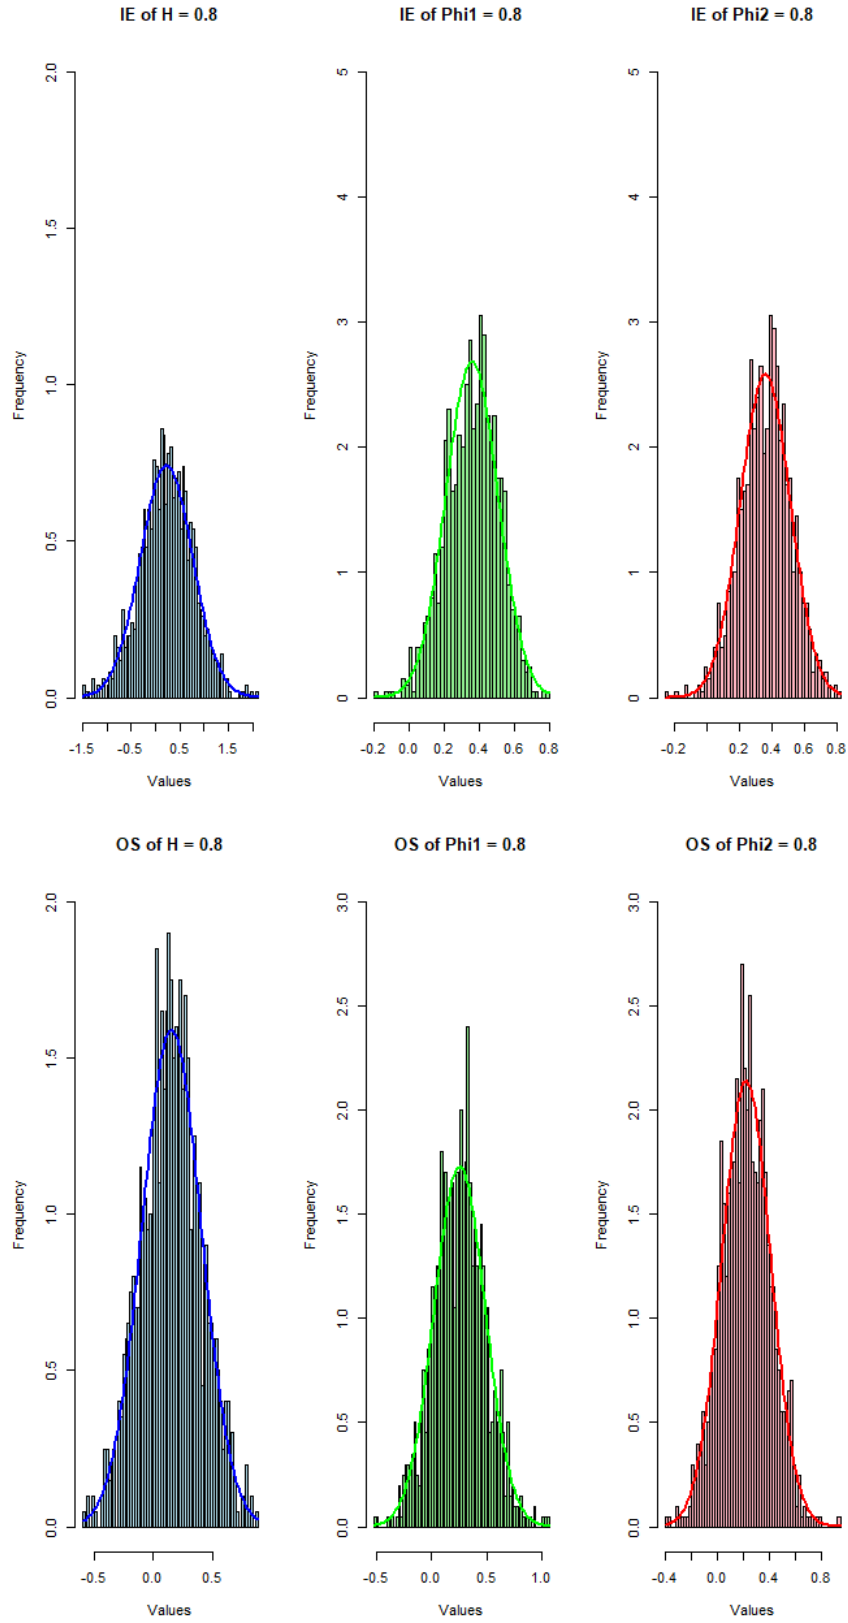 IE of H = 0.8
IE of Phi1 = 0.8
IE of Phi2 = 0.8
Frequency
0.0 0.5 1.0 1.5 2.0
-1.5 -0.5 0.5 1.5
Values
Frequency
0 1 2 3 4 5
-0.2 0.0 0.2 0.4 0.6 0.8
Values
Frequency
0 1 2 3 4 5
-0.2 0.2 0.4 0.6 0.8
Values
OS of H = 0.8
OS of Phi1 = 0.8
OS of Phi2 = 0.8
Frequency
0.0 0.5 1.0 1.5 2.0
-0.5 0.0 0.5
Values
Frequency
0.0 0.5 1.0 1.5 2.0 2.5 3.0
-0.5 0.0 0.5 1.0
Values
Frequency
0.0 0.5 1.0 1.5 2.0 2.5 3.0
-0.4 0.0 0.4 0.8
Values